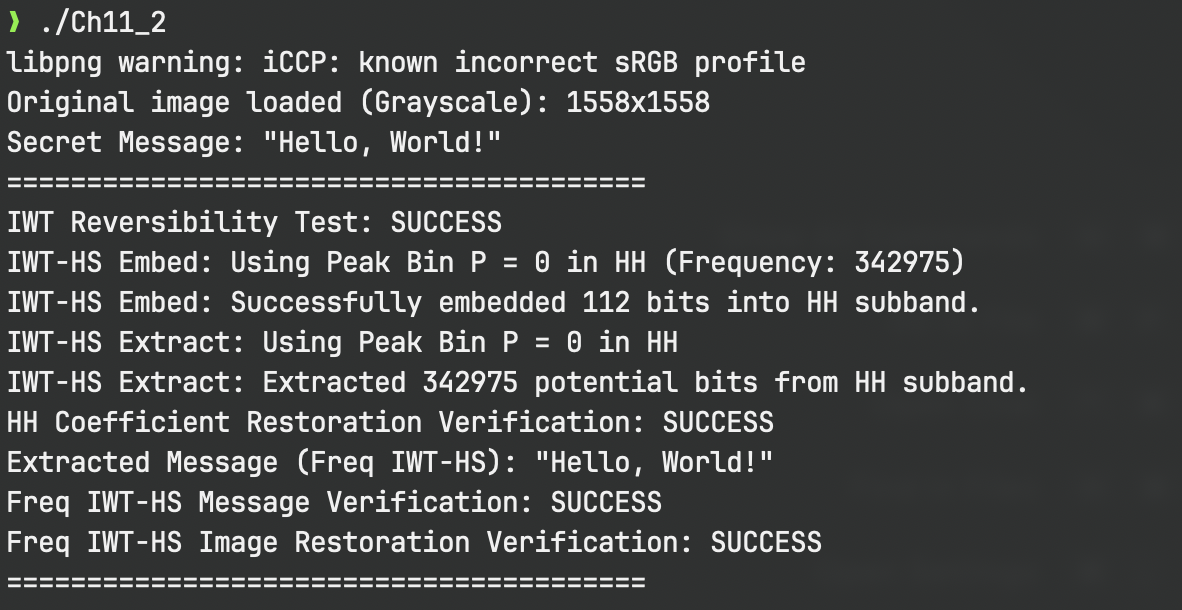 ❱ ./Ch11_2
libpng warning: iCCP: known incorrect sRGB profile
Original image loaded (Grayscale): 1558x1558
Secret Message: "Hello, World!"
========================================
IWT Reversibility Test: SUCCESS
IWT-HS Embed: Using Peak Bin P = 0 in HH (Frequency: 342975)
IWT-HS Embed: Successfully embedded 112 bits into HH subband.
IWT-HS Extract: Using Peak Bin P = 0 in HH
IWT-HS Extract: Extracted 342975 potential bits from HH subband.
HH Coefficient Restoration Verification: SUCCESS
Extracted Message (Freq IWT-HS): "Hello, World!"
Freq IWT-HS Message Verification: SUCCESS
Freq IWT-HS Image Restoration Verification: SUCCESS
========================================